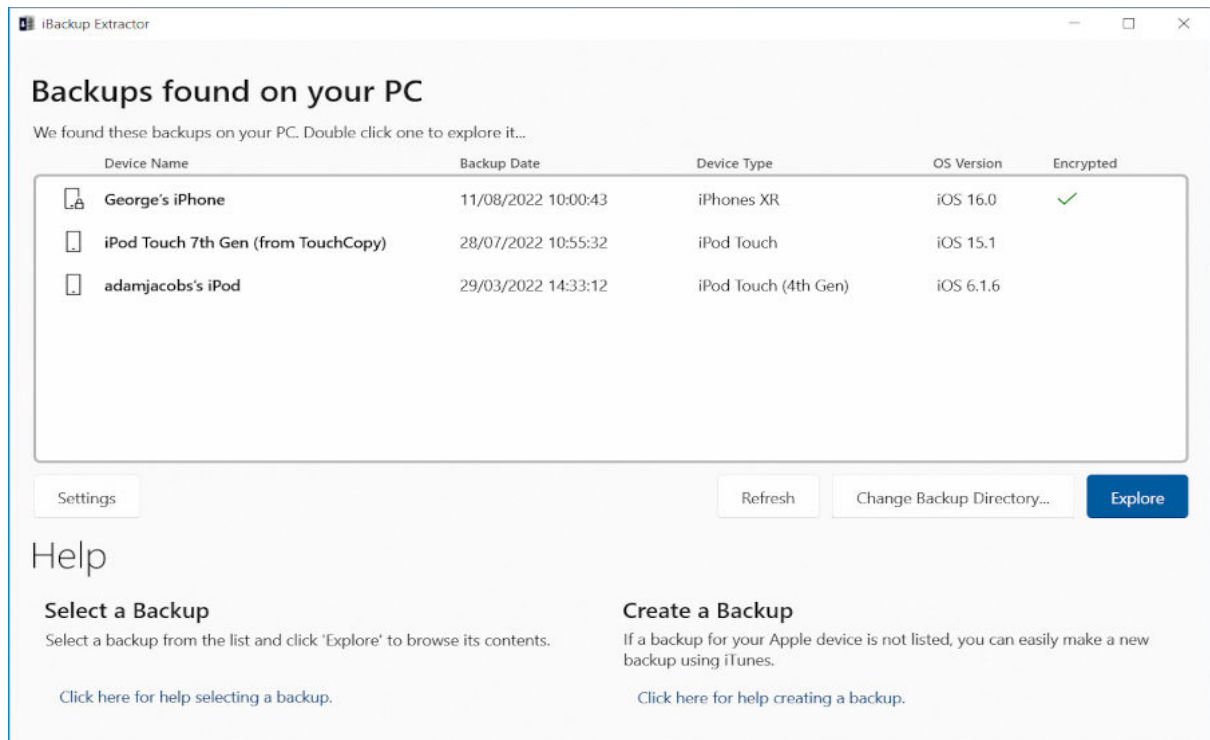 iBackup Extractor
Backups found on your PC
We found these backups on your PC. Double click one to explore it...
Device Name Backup Date Device Type OS Version Encrypted
George's iPhone 11/08/2022 10:00:43 iPhones XR iOS 16.0
iPod Touch 7th Gen (from TouchCopy) 28/07/2022 10:55:32 iPod Touch iOS 15.1
adamjacobs's iPod 29/03/2022 14:33:12 iPod Touch (4th Gen) iOS 6.1.6
Settings Refresh Change Backup Directory... Explore
Help
Select a Backup
Select a backup from the list and click 'Explore' to browse its contents.
Click here for help selecting a backup.
Create a Backup
If a backup for your Apple device is not listed, you can easily make a new
backup using iTunes.
Click here for help creating a backup.